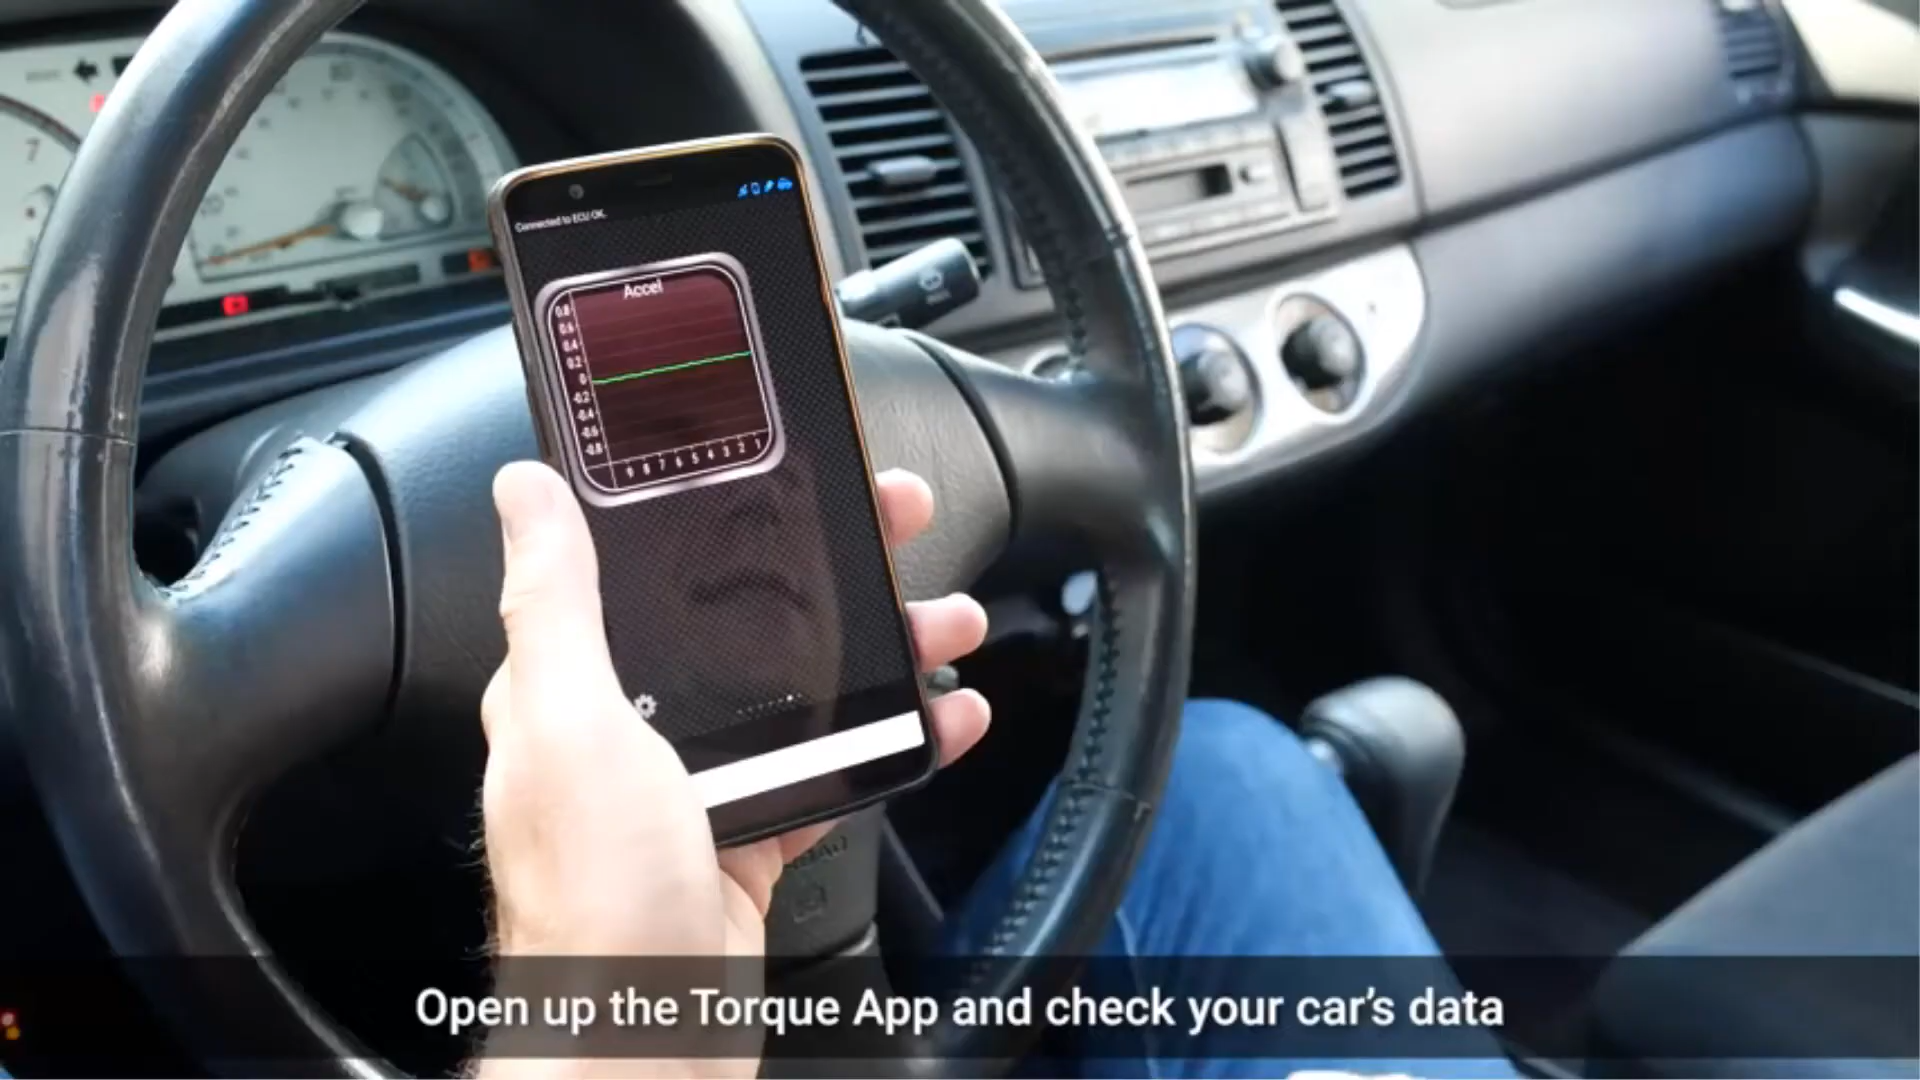 7
Connected to ECU OK.
Accel
0.8
0.6
0.4
0.2
0
-0.2
-0.4
-0.6
-0.8
9 8 7 6 5 4 3 2 1
Open up the Torque App and check your car’s data